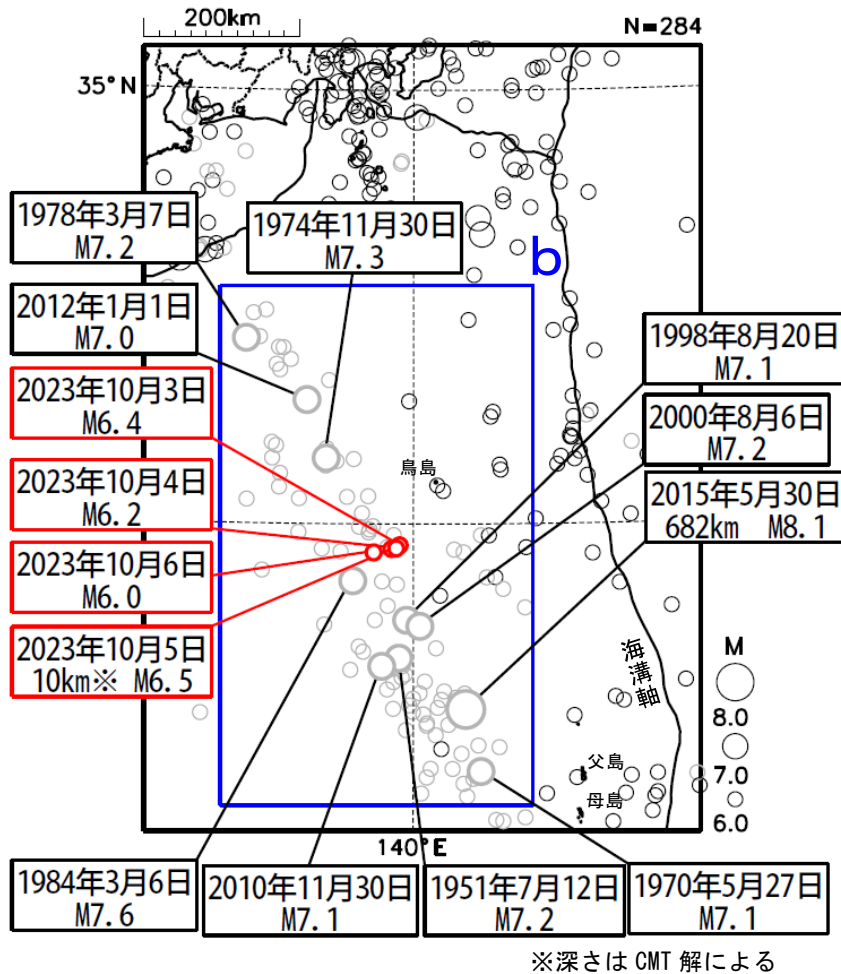 200km
N=284
35°N
1978年3月7日
M7.2
1974年11月30日
M7.3
b
2012年1月1日
M7.0
1998年8月20日
M7.1
2023年10月3日
M6.4
2000年8月6日
M7.2
鳥島
2023年10月4日
M6.2
2015年5月30日
682km M8.1
2023年10月6日
M6.0
2023年10月5日
10km※ M6.5
海溝軸
M
8.0
7.0
6.0
父島
母島
140°E
1984年3月6日
M7.6
2010年11月30日
M7.1
1951年7月12日
M7.2
1970年5月27日
M7.1
※深さは CMT 解による